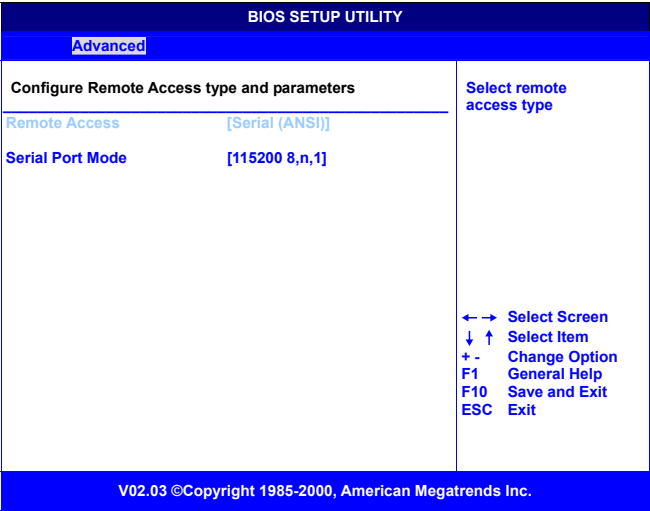 BIOS SETUP UTILITY
Advanced
Configure Remote Access type and parameters
Remote Access [Serial (ANSI)]
Serial Port Mode [115200 8,n,1]
Select remote
access type
←→ Select Screen
↓ ↑ Select Item
+ - Change Option
F1 General Help
F10 Save and Exit
ESC Exit
V02.03 ©Copyright 1985-2000, American Megatrends Inc.